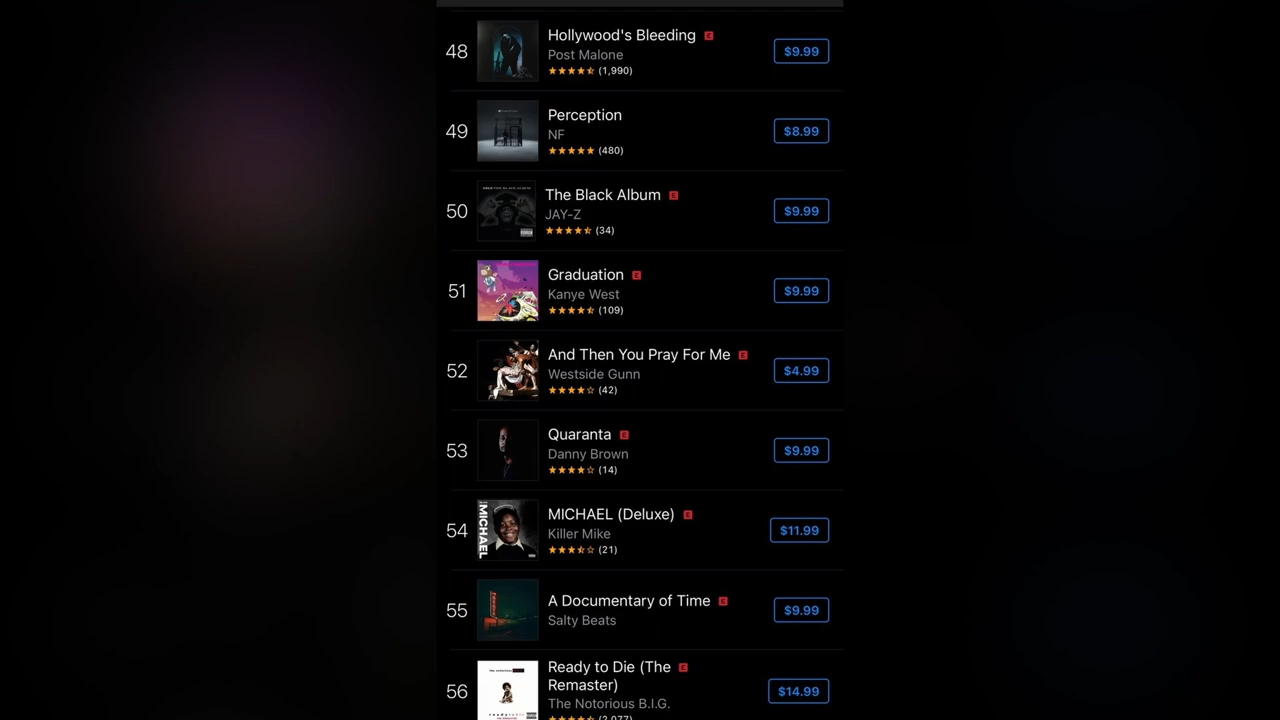 48
Hollywood's Bleeding E
Post Malone
(1,990)
$9.99
49
Perception
NF
(480)
$8.99
50
The Black Album E
JAY-Z
(34)
$9.99
51
Graduation E
Kanye West
(109)
$9.99
52
And Then You Pray For Me E
Westside Gunn
(42)
$4.99
53
Quaranta E
Danny Brown
(14)
$9.99
MICHAEL
54
MICHAEL (Deluxe) E
Killer Mike
(21)
$11.99
55
A Documentary of Time E
Salty Beats
$9.99
56
Ready to Die (The E
Remaster)
The Notorious B.I.G.
(2,077)
$14.99